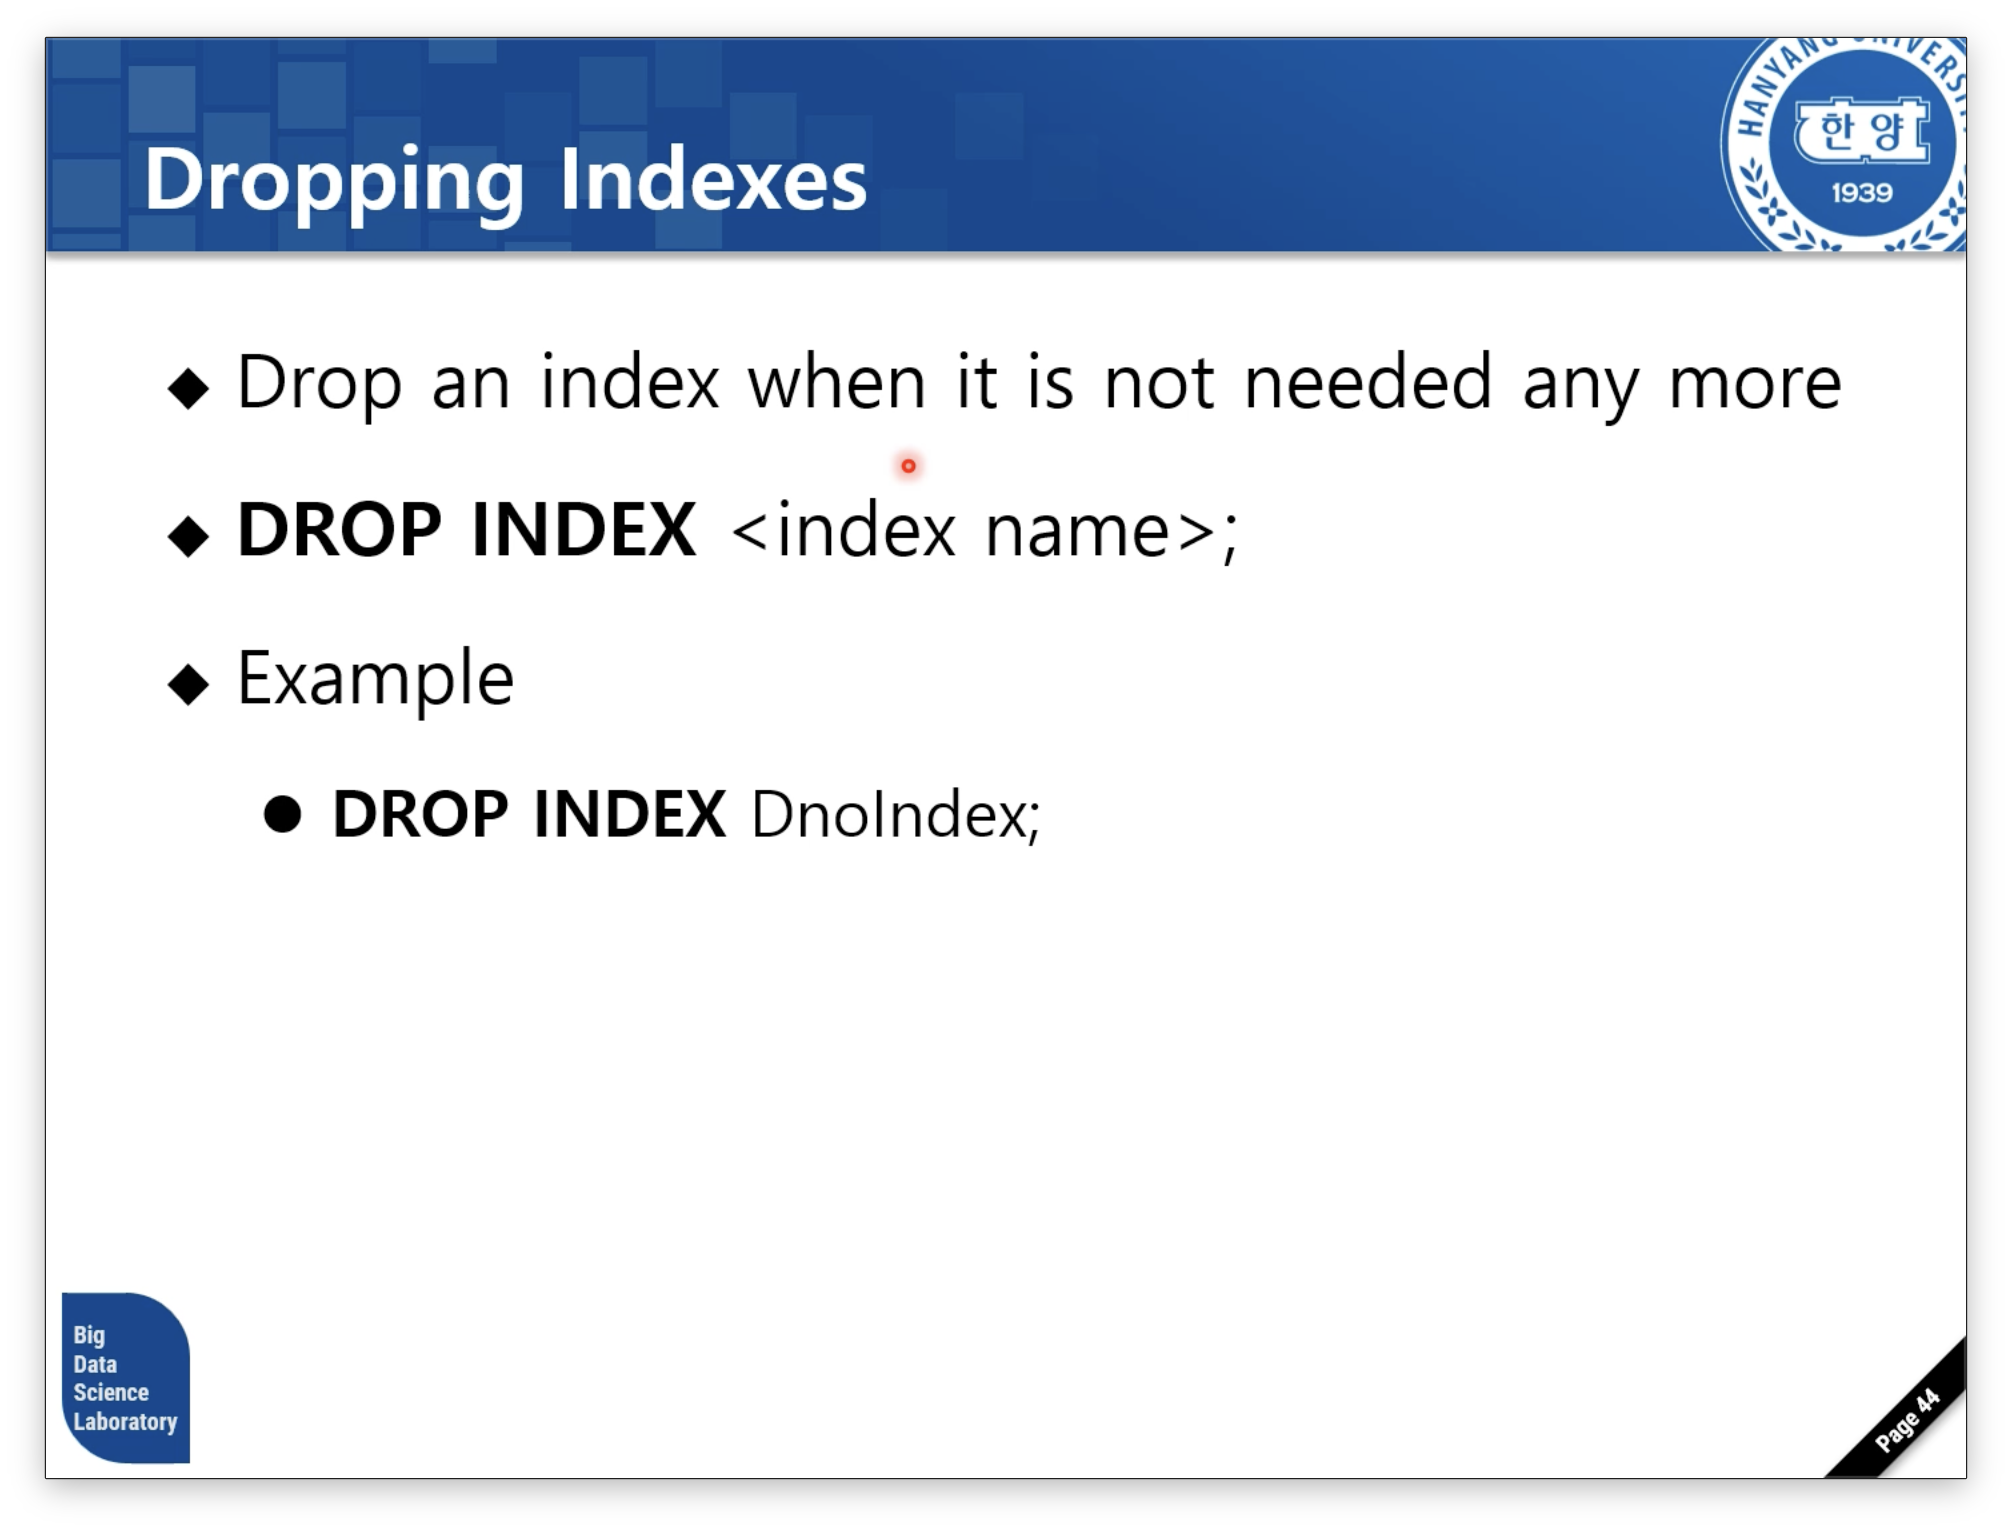 HANYANG UNIVERSITY
한양
1939
Dropping Indexes
◆ Drop an index when it is not needed any more
◆ DROP INDEX <index name>;
◆ Example
● DROP INDEX DnoIndex;
Big
Data
Science
Laboratory
Page 44